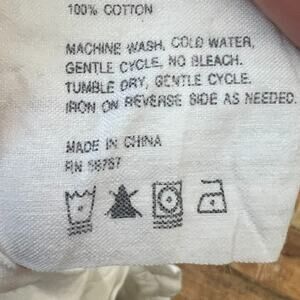 100% COTTON
MACHINE WASH, COLD WATER,
GENTLE CYCLE, NO BLEACH.
TUMBLE DRY, GENTLE CYCLE.
IRON ON REVERSE SIDE AS NEEDED.
MADE IN CHINA
RN